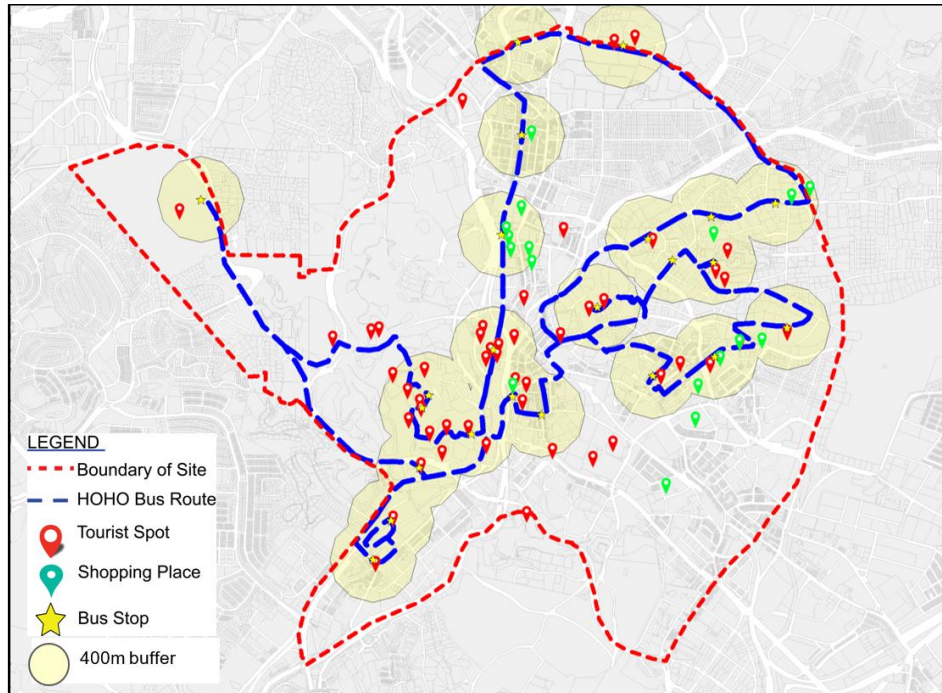 LEGEND
Boundary of Site
HOHO Bus Route
Tourist Spot
Shopping Place
Bus Stop
400m buffer